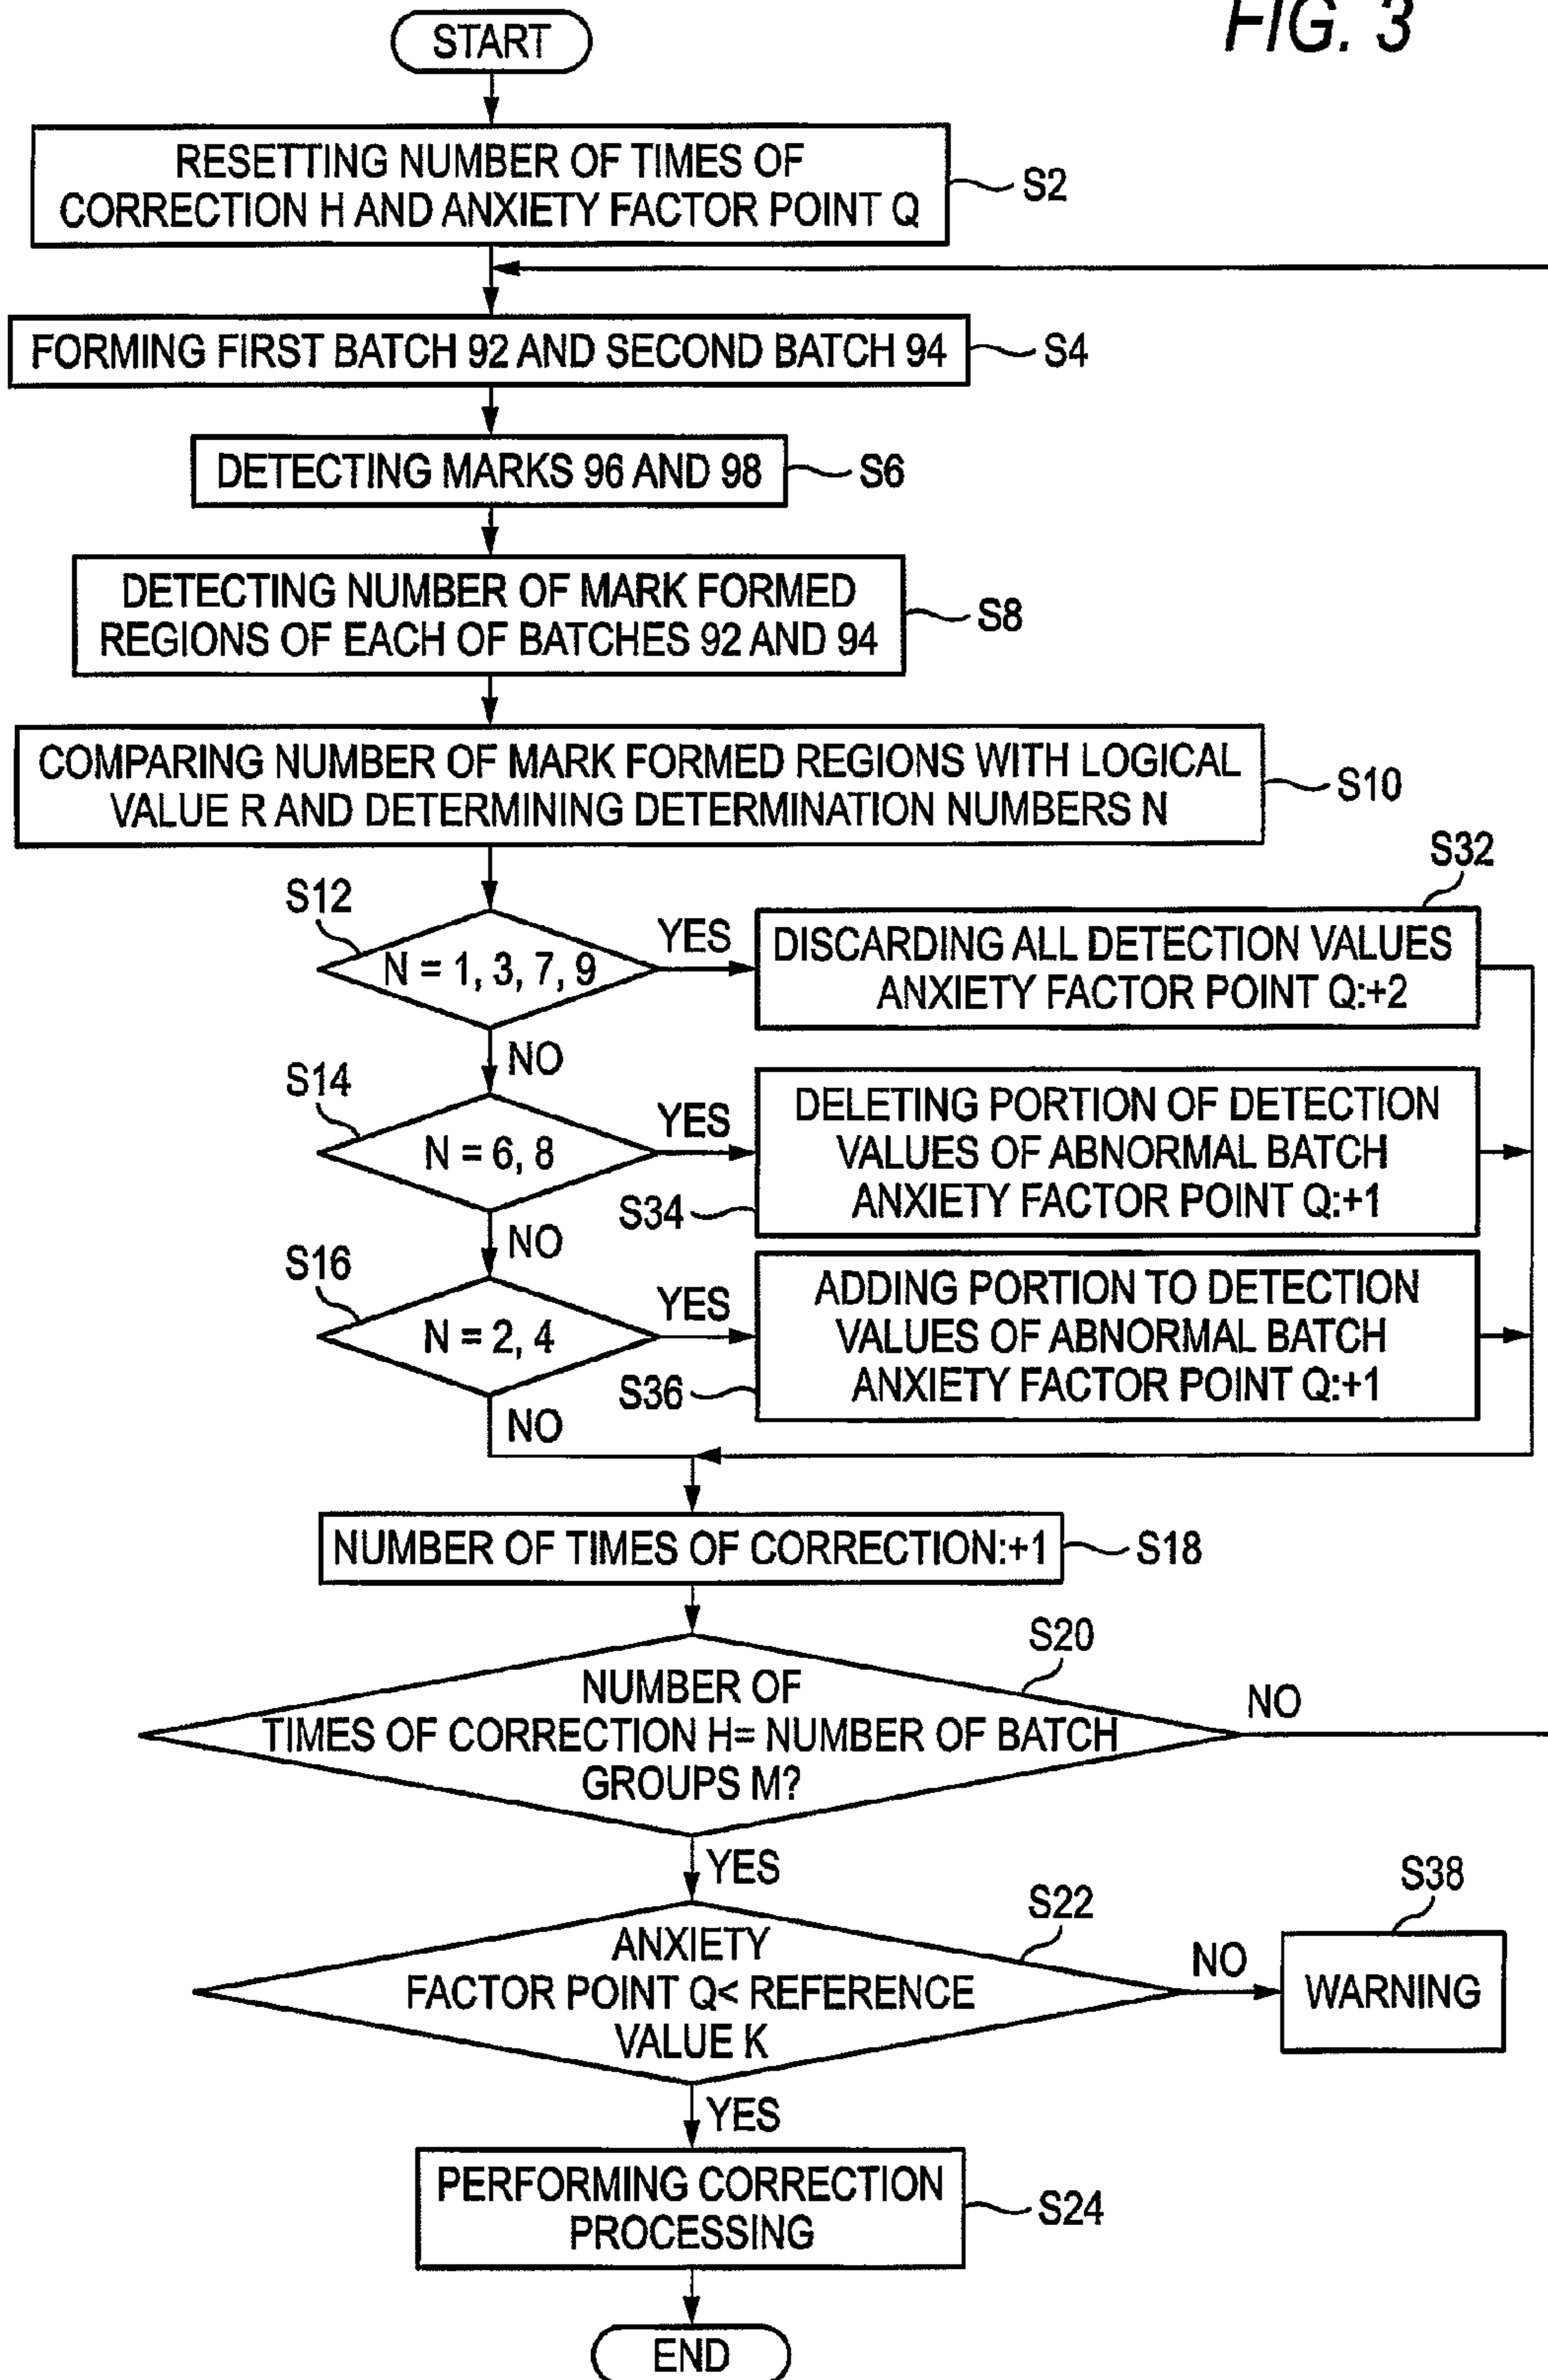 FIG. 3
START
RESETTING NUMBER OF TIMES OF
CORRECTION H AND ANXIETY FACTOR POINT Q
S2
FORMING FIRST BATCH 92 AND SECOND BATCH 94
S4
DETECTING MARKS 96 AND 98
S6
DETECTING NUMBER OF MARK FORMED
REGIONS OF EACH OF BATCHES 92 AND 94
S8
COMPARING NUMBER OF MARK FORMED REGIONS WITH LOGICAL
VALUE R AND DETERMINING DETERMINATION NUMBERS N
S10
S12
N = 1, 3, 7, 9
YES
S32
DISCARDING ALL DETECTION VALUES
ANXIETY FACTOR POINT Q:+2
NO
S14
N = 6, 8
YES
DELETING PORTION OF DETECTION
VALUES OF ABNORMAL BATCH
ANXIETY FACTOR POINT Q:+1
S34
NO
S16
N = 2, 4
YES
ADDING PORTION TO DETECTION
VALUES OF ABNORMAL BATCH
ANXIETY FACTOR POINT Q:+1
S36
NO
NUMBER OF TIMES OF CORRECTION:+1
S18
S20
NUMBER OF
TIMES OF CORRECTION H= NUMBER OF BATCH
GROUPS M?
NO
YES
S22
ANXIETY
FACTOR POINT Q< REFERENCE
VALUE K
NO
S38
WARNING
YES
PERFORMING CORRECTION
PROCESSING
S24
END